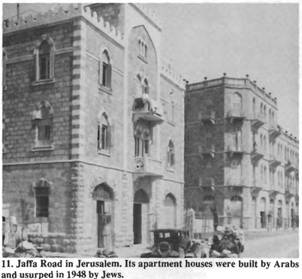 11. Jaffa Road in Jerusalem. Its apartment houses were built by Arabs
and usurped in 1948 by Jews.